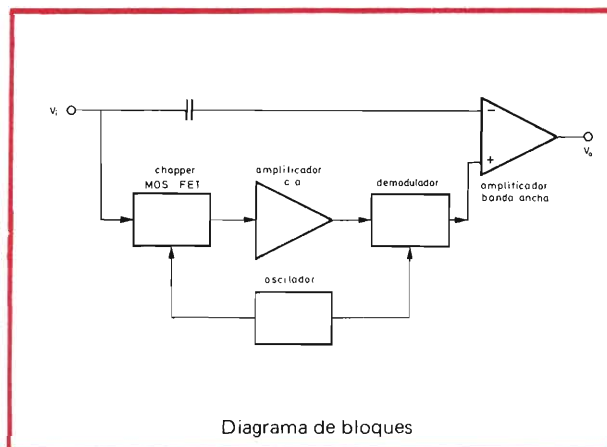 Vi
chopper
MOS FET
amplificador
c a
demodulador
amplificador
banda ancha
Vo
oscilador
Diagrama de bloques